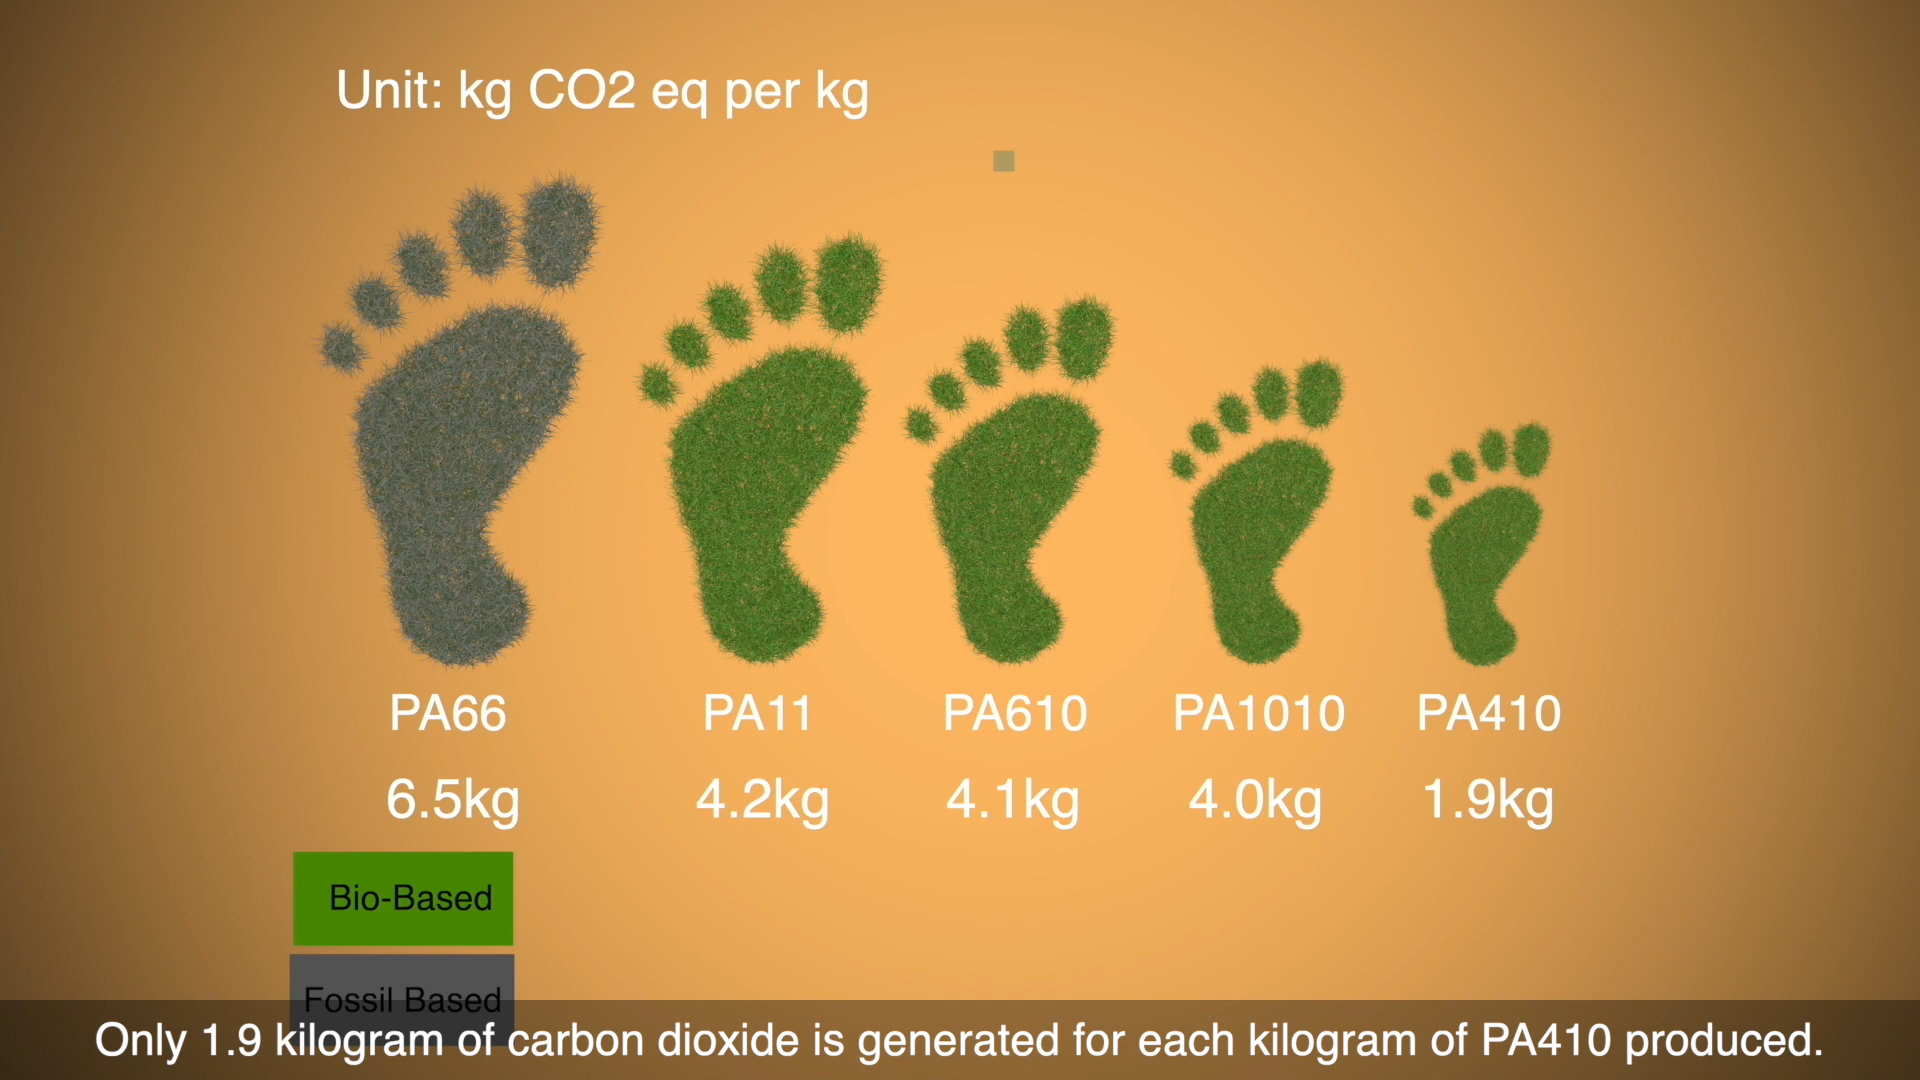 Unit: kg CO2 eq per kg
PA66 PA11 PA610 PA1010 PA410
6.5kg 4.2kg 4.1kg 4.0kg 1.9kg
Bio-Based
Fossil Based
Only 1.9 kilogram of carbon dioxide is generated for each kilogram of PA410 produced.